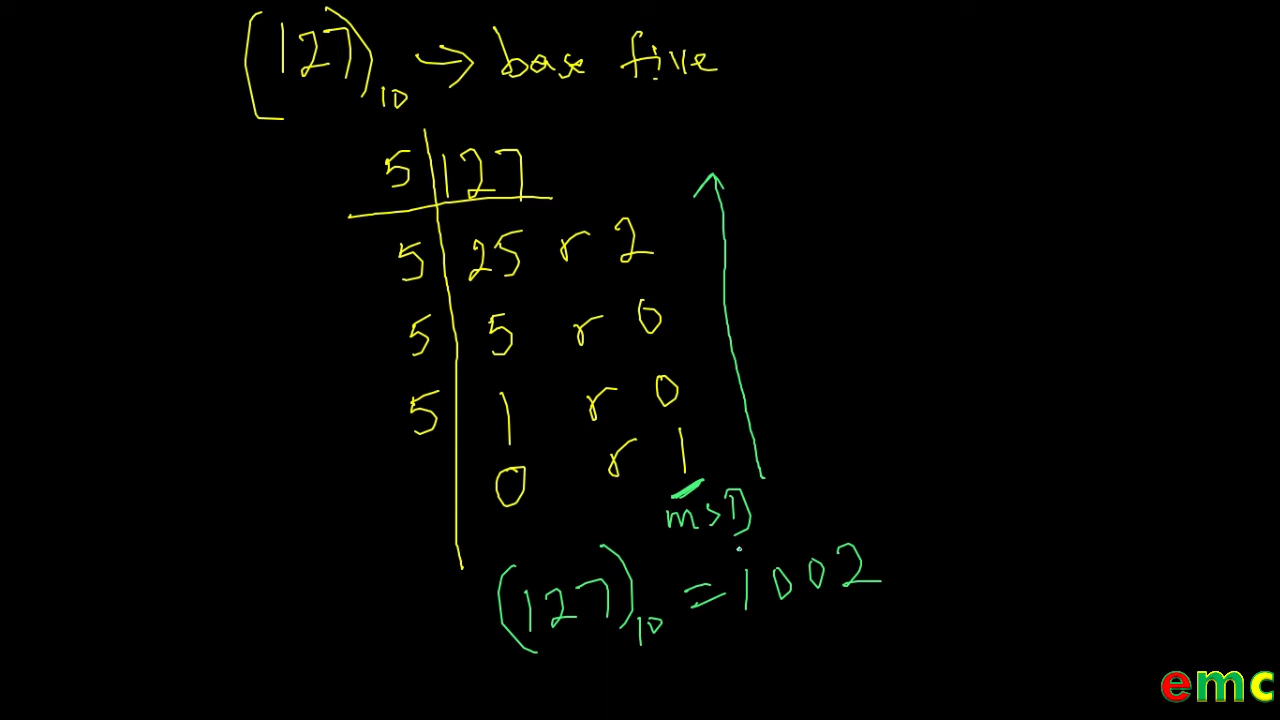 (127)10 → base five
5 127
5 25 r 2
5 5 r 0
5 1 r 0
0 r 1
msD
(127)10 = 1002
emc